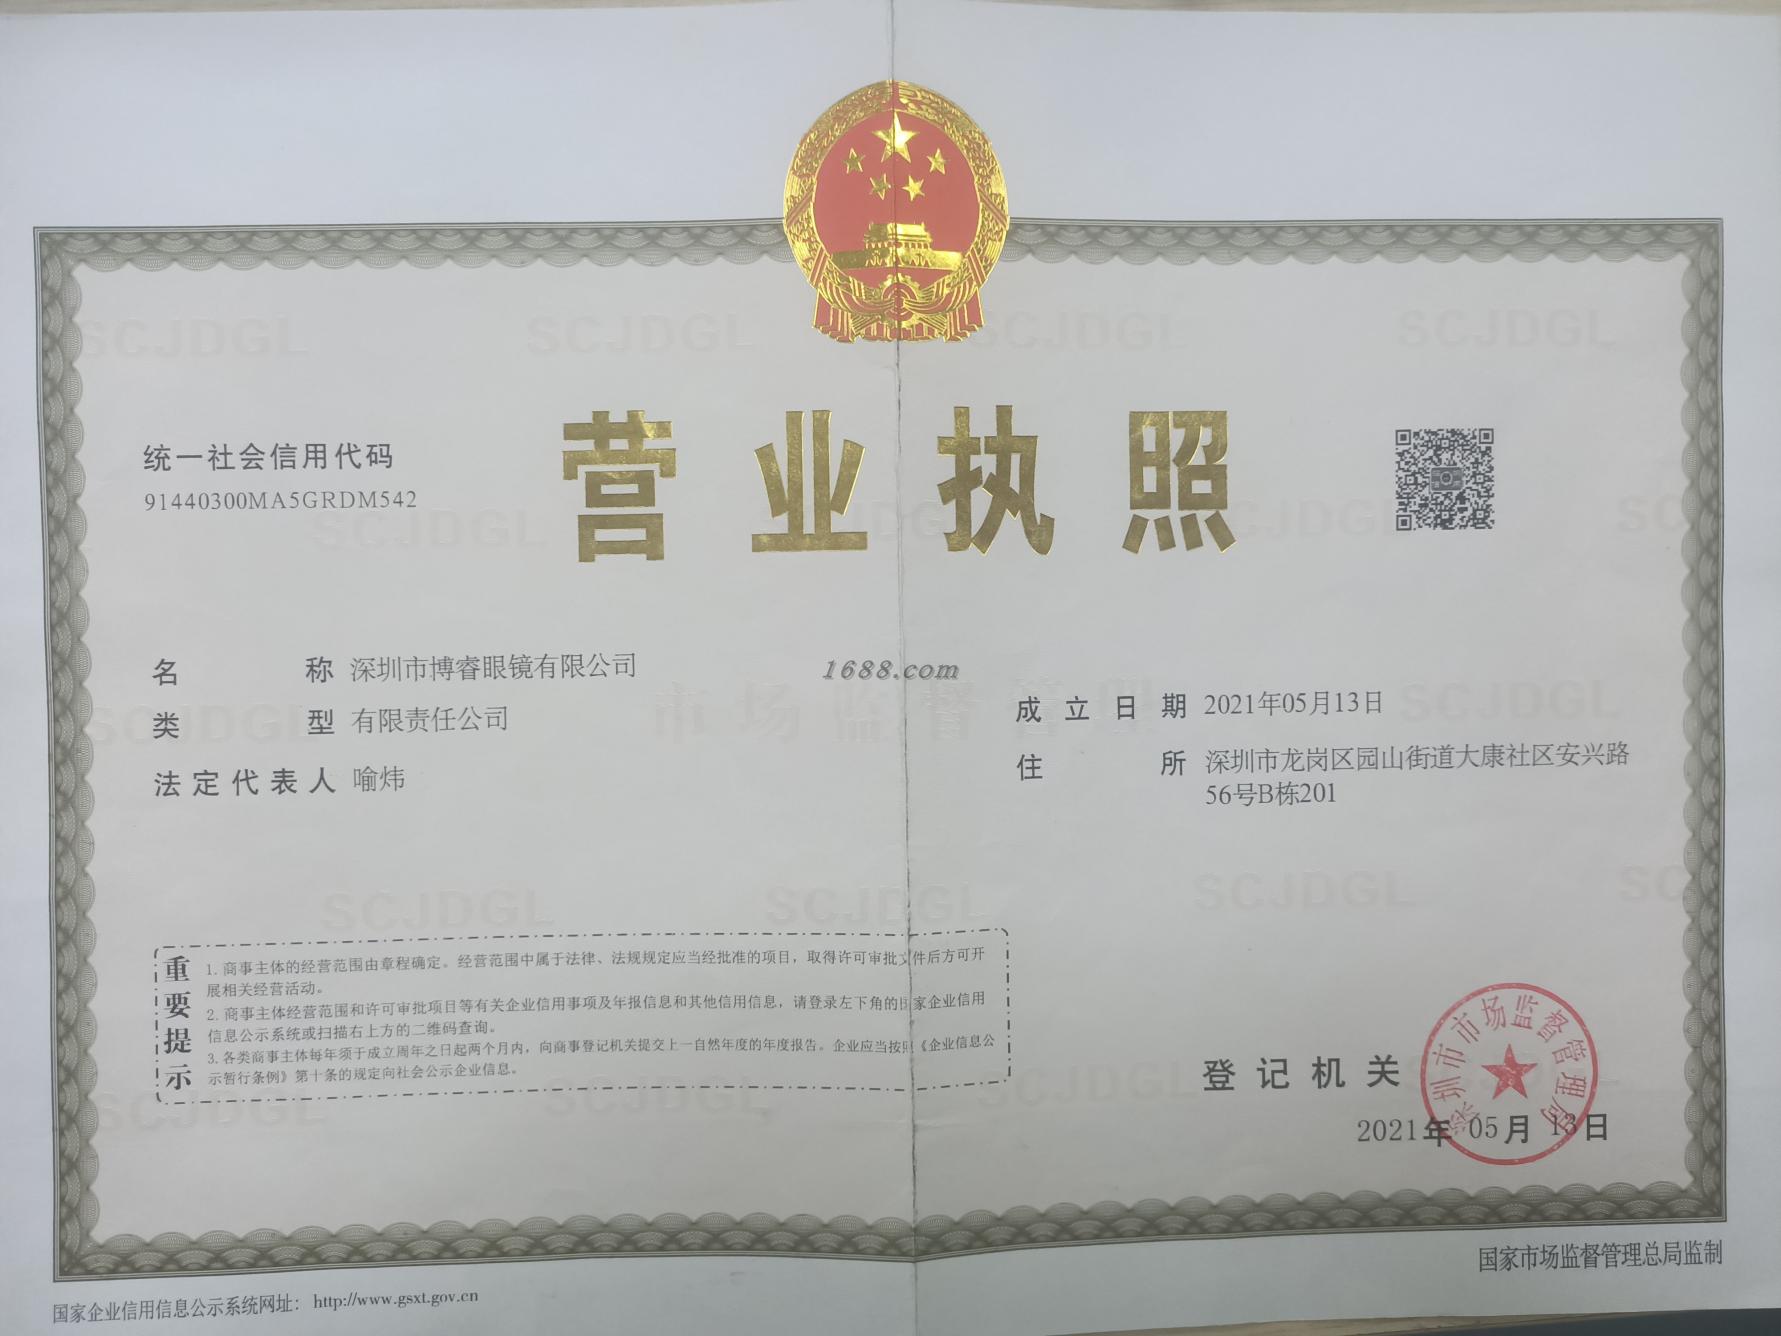 营业执照
统一社会信用代码
91440300MA5GRDM542
名称 深圳市博睿眼镜有限公司
类型 有限责任公司
法定代表人 喻炜
1688.com
成立日期 2021年05月13日
住所 深圳市龙岗区园山街道大康社区安兴路
56号B栋201
重要提示
1. 商事主体的经营范围由章程确定。经营范围中属于法律、法规规定应当经批准的项目，取得许可审批文件后方可开
展相关经营活动。
2. 商事主体经营范围和许可审批项目等有关企业信用事项及年报信息和其他信用信息，请登录左下角的国家企业信用
信息公示系统或扫描右上方的二维码查询。
3. 各类商事主体每年须于成立周年之日起两个月内，向商事登记机关提交上一自然年度的年度报告。企业应当按照《企业信息公
示暂行条例》第十条的规定向社会公示企业信息。
登记机关
深圳市市场监督管理局
2021年05月13日
国家企业信用信息公示系统网址： http://www.gsxt.gov.cn
国家市场监督管理总局监制
SCJDGL
市场监督管理